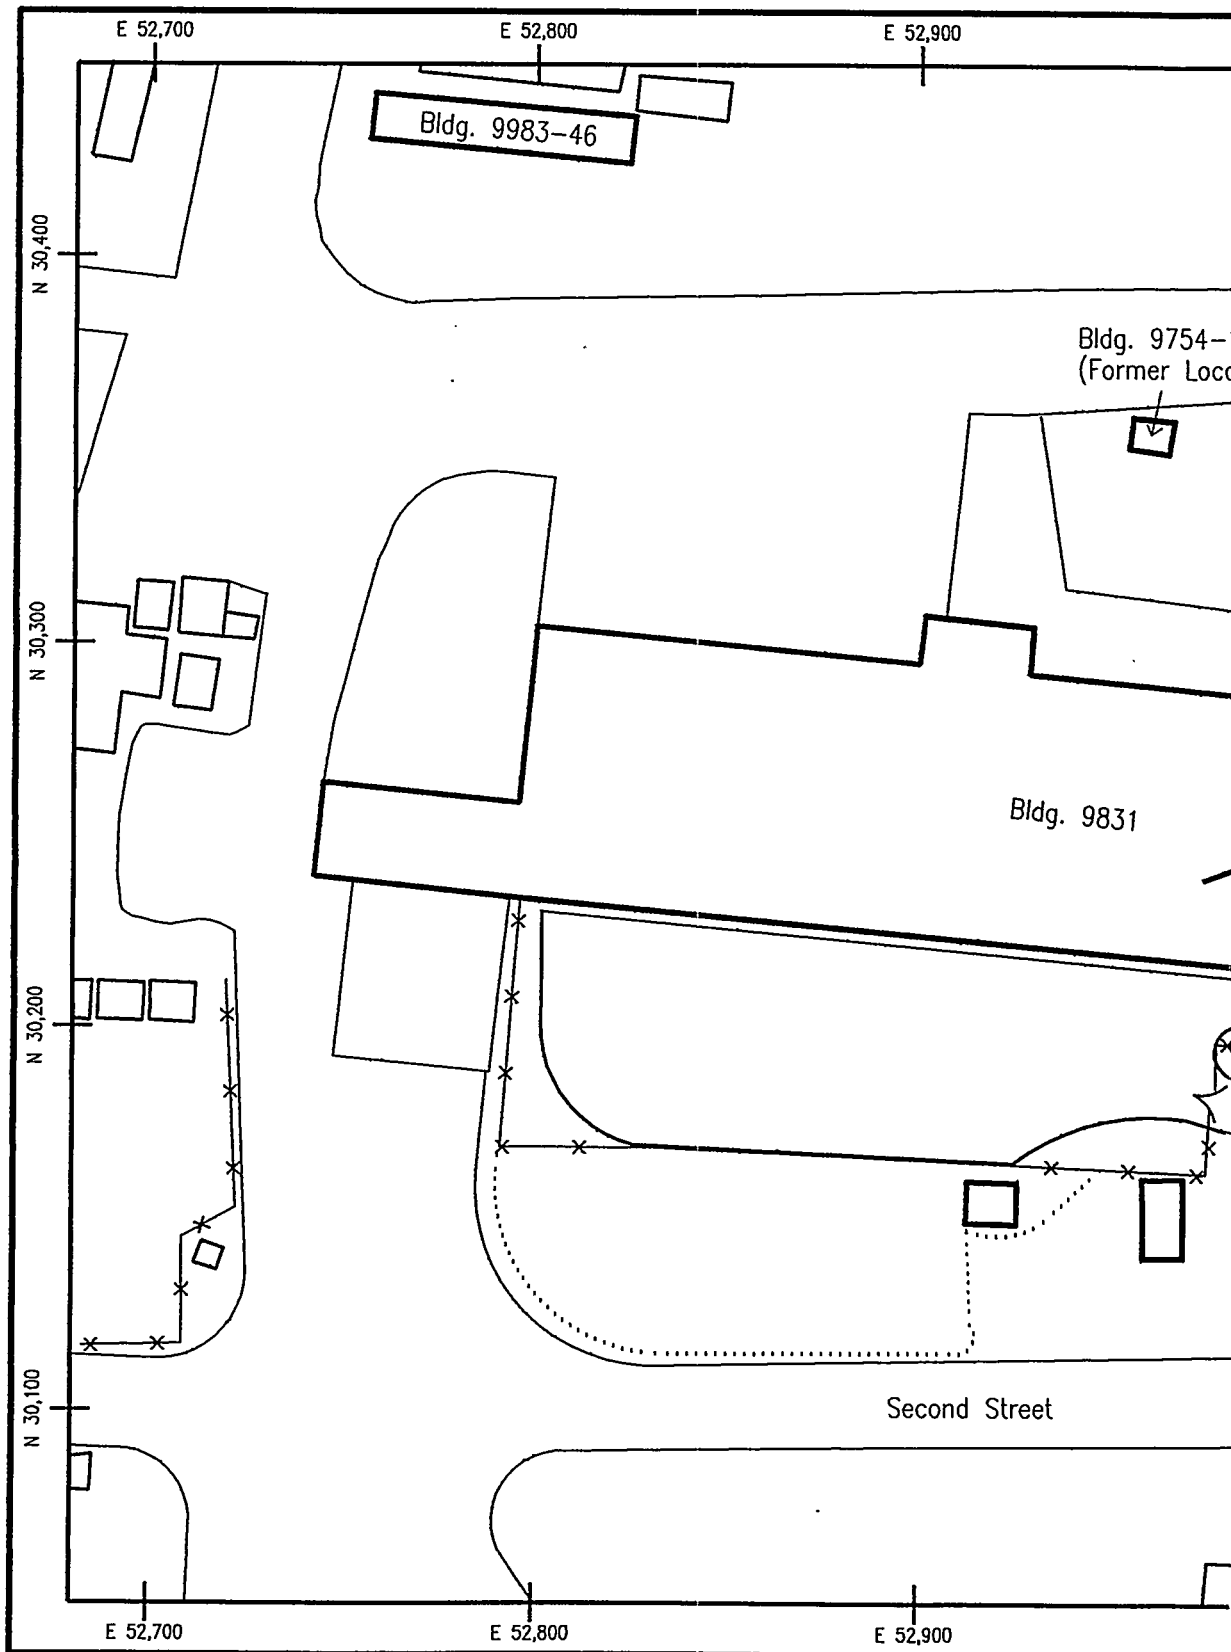 E 52,700
E 52,800
E 52,900
Bldg. 9983-46
N 30,400
Bldg. 9754-
(Former Loc
N 30,300
Bldg. 9831
N 30,200
N 30,100
Second Street
E 52,700
E 52,800
E 52,900